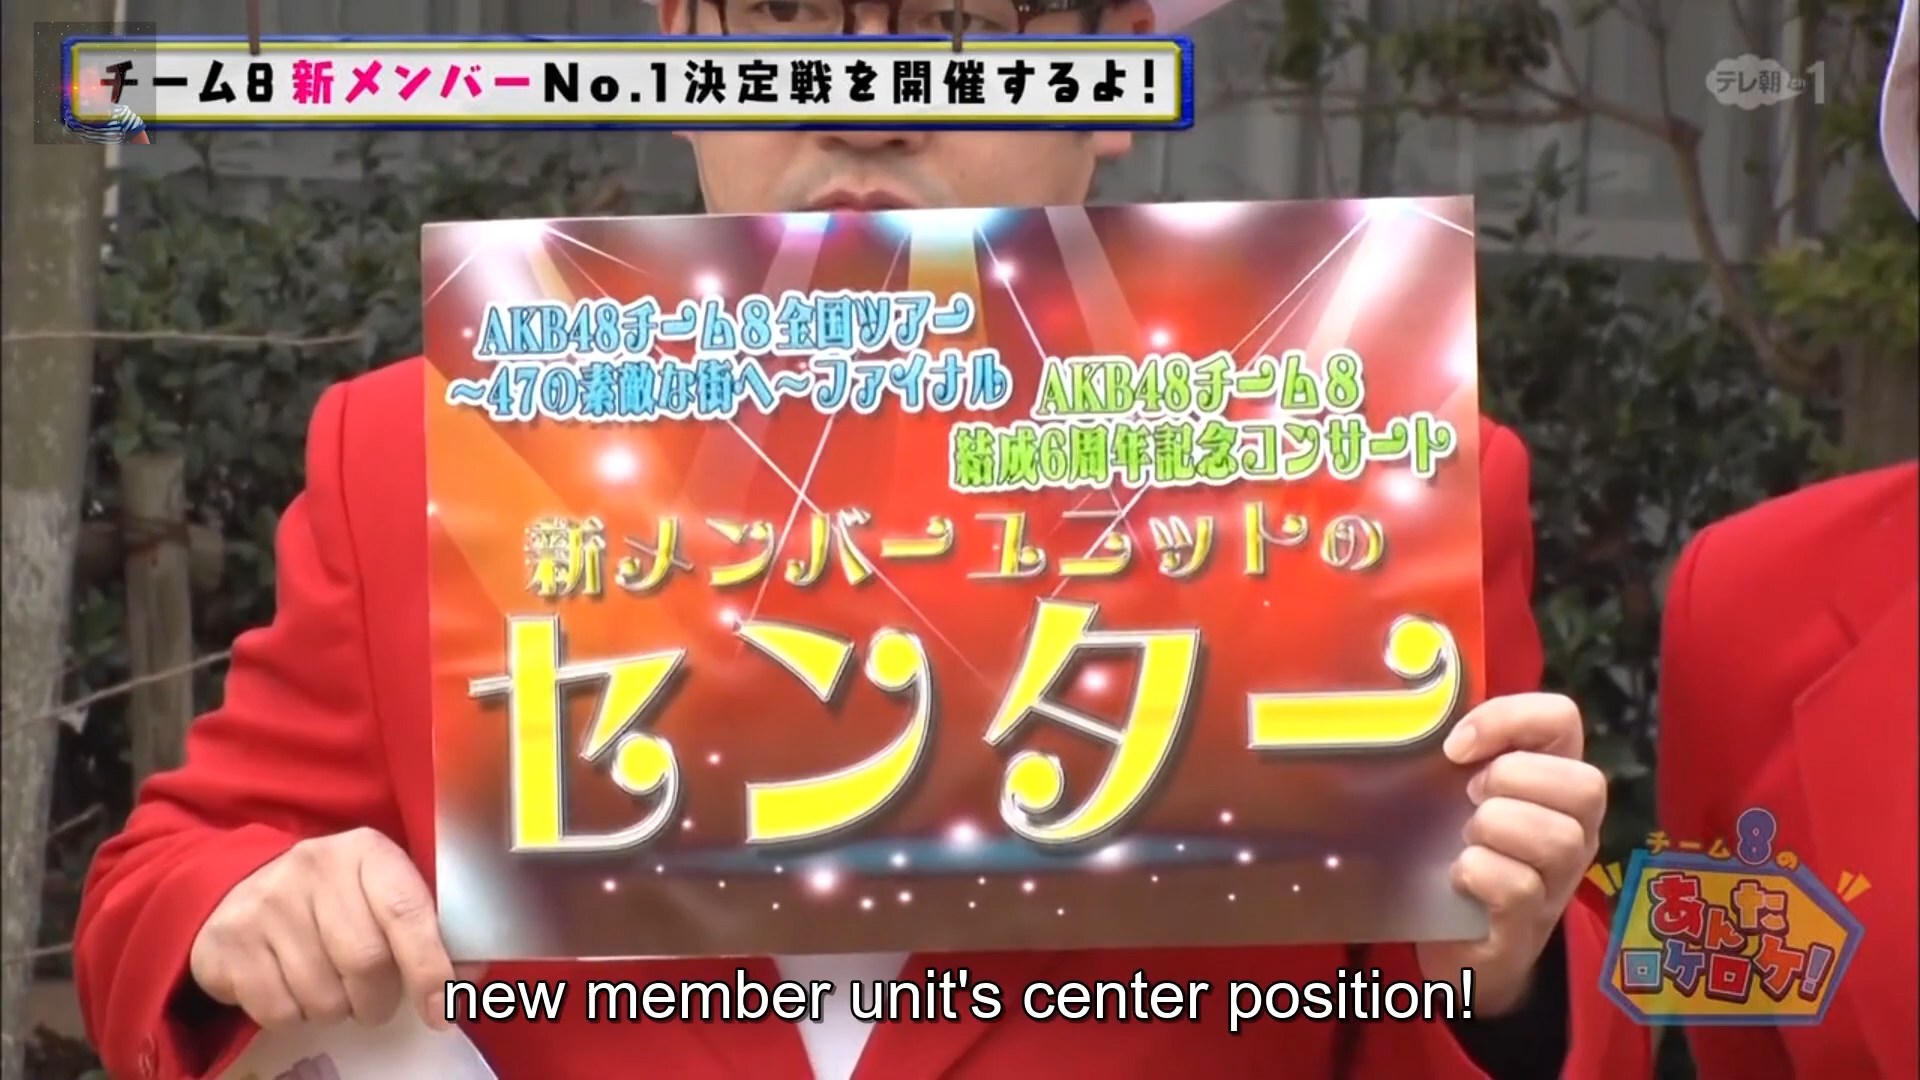 チーム8 新メンバーNo.1決定戦を開催するよ!
テレ朝ch1
AKB48チーム8全国ツアー
～47の素敵な街へ～ファイナル
AKB48チーム8
結成6周年記念コンサート
新メンバーユニットの
センター
チーム8の
あんた
ロケロケ!
new member unit's center position!